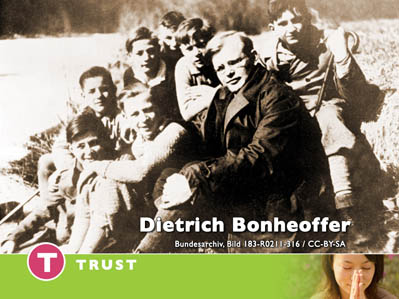 Dietrich Bonheoffer
Bundesarchiv, Bild 183-R0211-316 / CC-BY-SA
T TRUST